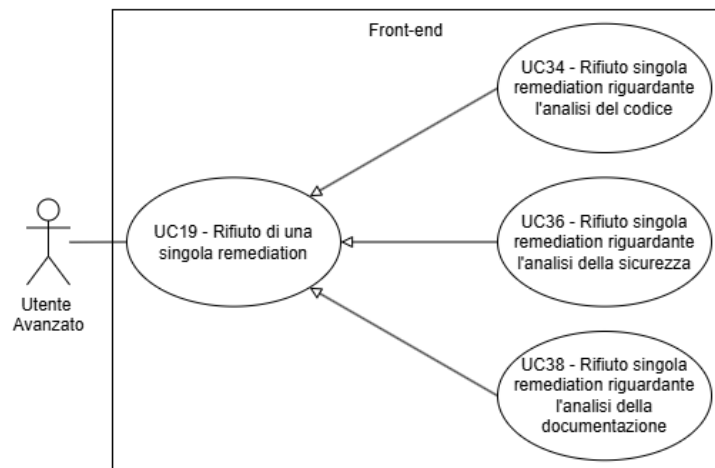 Front-end
UC34 - Rifiuto singola
remediation riguardante
l'analisi del codice
UC19 - Rifiuto di una
singola remediation
UC36 - Rifiuto singola
remediation riguardante
l'analisi della sicurezza
Utente
Avanzato
UC38 - Rifiuto singola
remediation riguardante
l'analisi della
documentazione